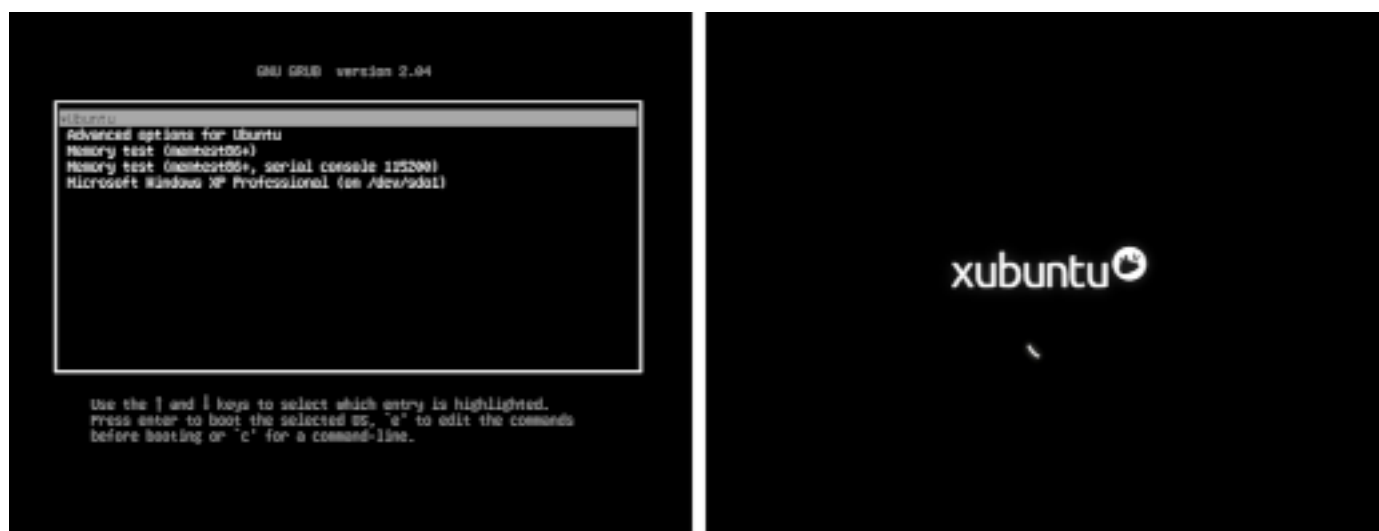 GNU GRUB version 2.04
*Ubuntu
Advanced options for Ubuntu
Memory test (memtest86+)
Memory test (memtest86+, serial console 115200)
Microsoft Windows XP Professional (on /dev/sda1)
Use the ↑ and ↓ keys to select which entry is highlighted.
Press enter to boot the selected OS, `e' to edit the commands
before booting or `c' for a command-line.
xubuntu